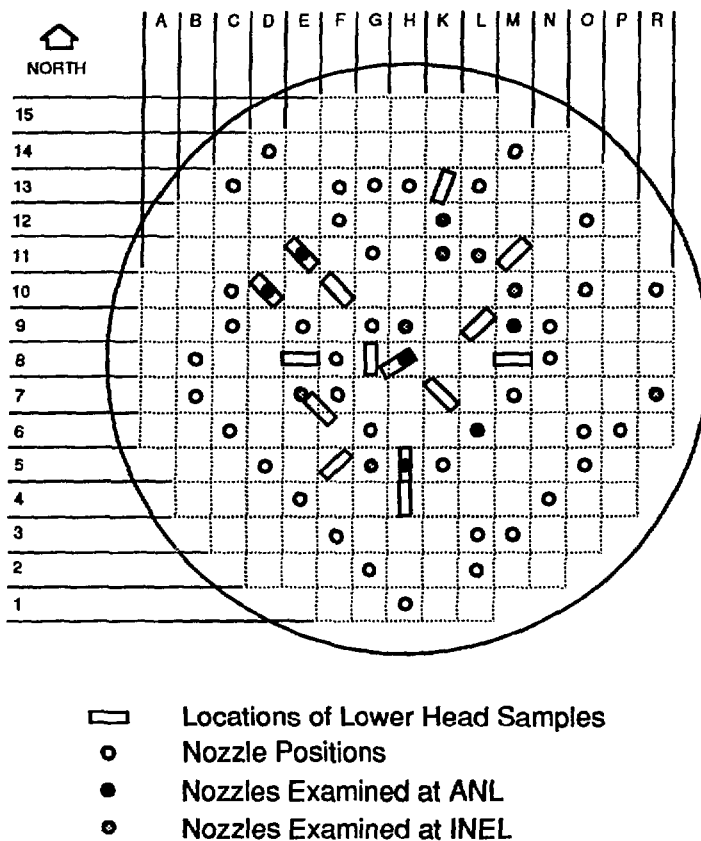 A B C D E F G H K L M N O P R
NORTH
15
14
13
12
11
10
9
8
7
6
5
4
3
2
1
Locations of Lower Head Samples
Nozzle Positions
Nozzles Examined at ANL
Nozzles Examined at INEL